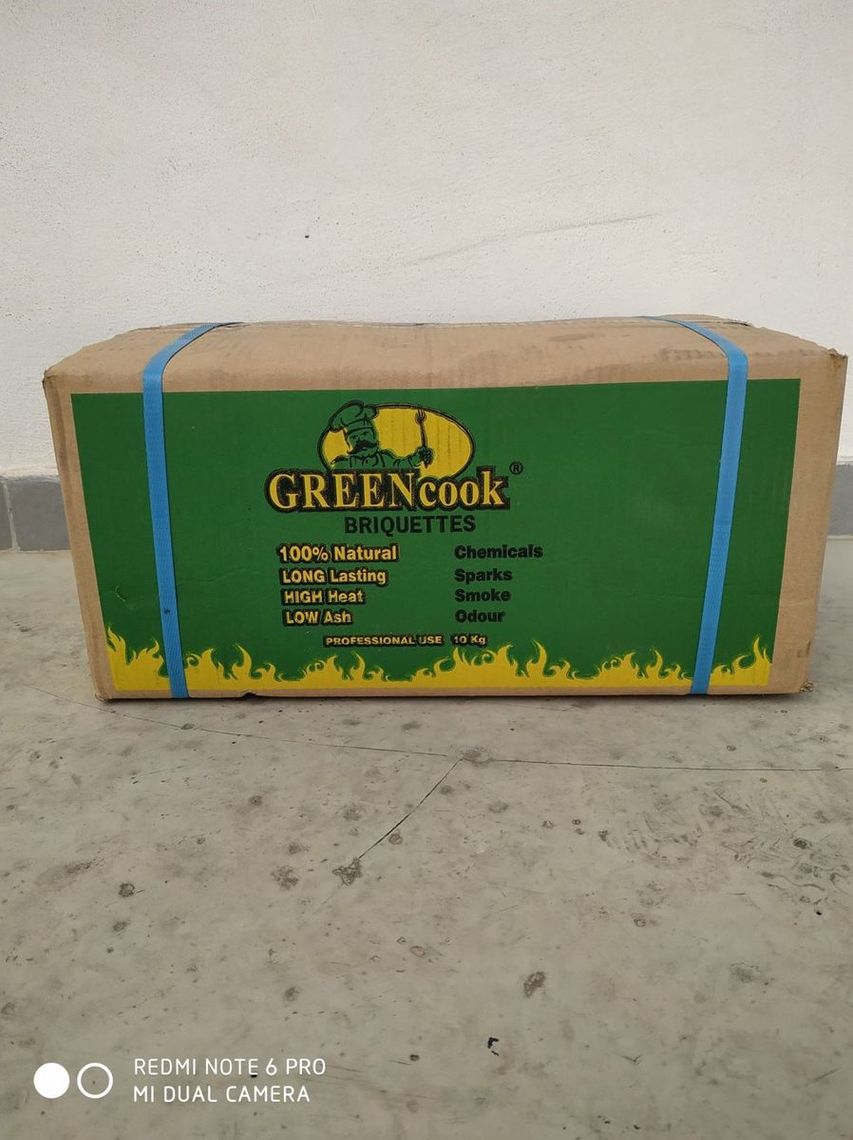 GREENcook®
BRIQUETTES
100% Natural Chemicals
LONG Lasting Sparks
HIGH Heat Smoke
LOW Ash Odour
PROFESSIONAL USE 10 Kg
REDMI NOTE 6 PRO
MI DUAL CAMERA